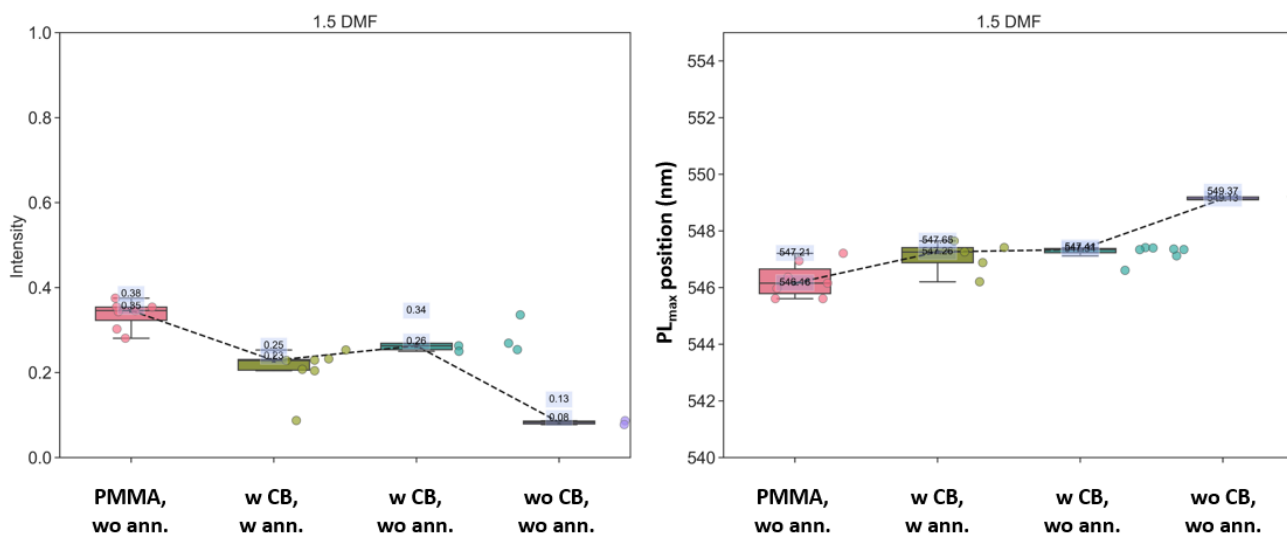 1.5 DMF
Intensity
1.0
0.8
0.6
0.4
0.2
0.0
0.38
0.35
0.25
0.23
0.34
0.26
0.13
0.08
PMMA,
wo ann.
w CB,
w ann.
w CB,
wo ann.
wo CB,
wo ann.
1.5 DMF
PLmax position (nm)
554
552
550
548
546
544
542
540
547.21
546.16
547.65
547.26
547.41
549.37
549.13
PMMA,
wo ann.
w CB,
w ann.
w CB,
wo ann.
wo CB,
wo ann.